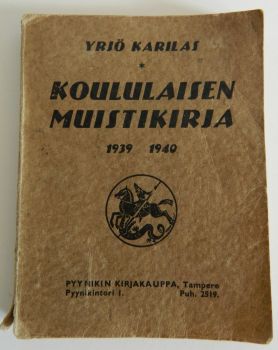 YRJÖ KARILAS
*
KOULULAISEN
MUISTIKIRJA
1939 1940
PYYNIKIN KIRJAKAUPPA, Tampere
Pyynikintori 1. Puh. 2519.